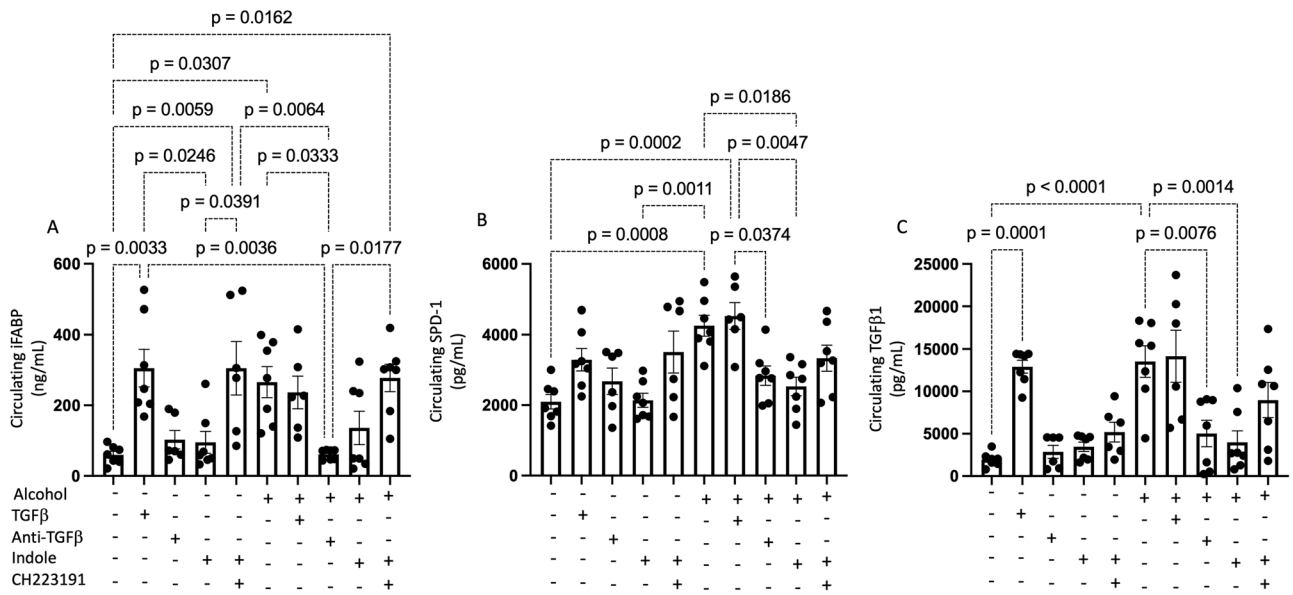 p = 0.0162
p = 0.0307
p = 0.0059 p = 0.0064
p = 0.0246 p = 0.0333
p = 0.0391
A
p = 0.0033 p = 0.0036 p = 0.0177
600
400
200
0
Circulating iFABP
(ng/mL)
p = 0.0186
p = 0.0002 p = 0.0047
p = 0.0011
B
p = 0.0008 p = 0.0374
6000
4000
2000
0
Circulating SPD-1
(pg/mL)
p < 0.0001 p = 0.0014
C
p = 0.0001 p = 0.0076
25000
20000
15000
10000
5000
0
Circulating TGFβ1
(pg/mL)
Alcohol - - - - - + + + + + - - - - - + + + + + - - - - - + + + + +
TGFβ - + - - - - + - - - - + - - - - + - - - - + - - - - + - - -
Anti-TGFβ - - + - - - - + - - - - + - - - - + - - - - + - - - - + - -
Indole - - - + + - - - + + - - - + + - - - + + - - - + + - - - + +
CH223191 - - - - + - - - - + - - - - + - - - - + - - - - + - - - - +